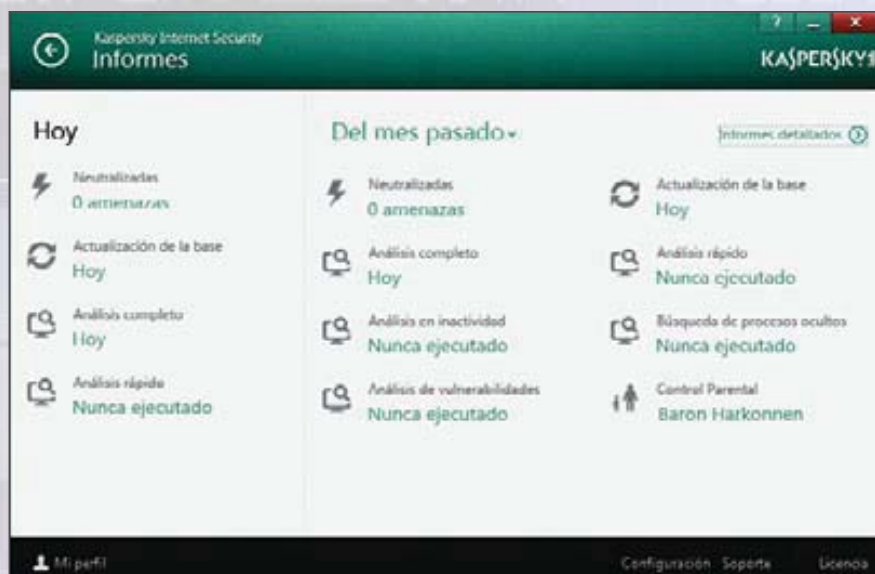 Kaspersky Internet Security
Informes
?
KASPERSKY
Hoy
Neutralizadas
0 amenazas
Actualización de la base
Hoy
Análisis completo
Hoy
Análisis rápido
Nunca ejecutado
Del mes pasado
Informes detallados
Neutralizadas
0 amenazas
Análisis completo
Hoy
Análisis en inactividad
Nunca ejecutado
Análisis de vulnerabilidades
Nunca ejecutado
Actualización de la base
Hoy
Análisis rápido
Nunca ejecutado
Búsqueda de procesos ocultos
Nunca ejecutado
Control Parental
Baron Harkonnen
Mi perfil
Configuración
Soporte
Licencia